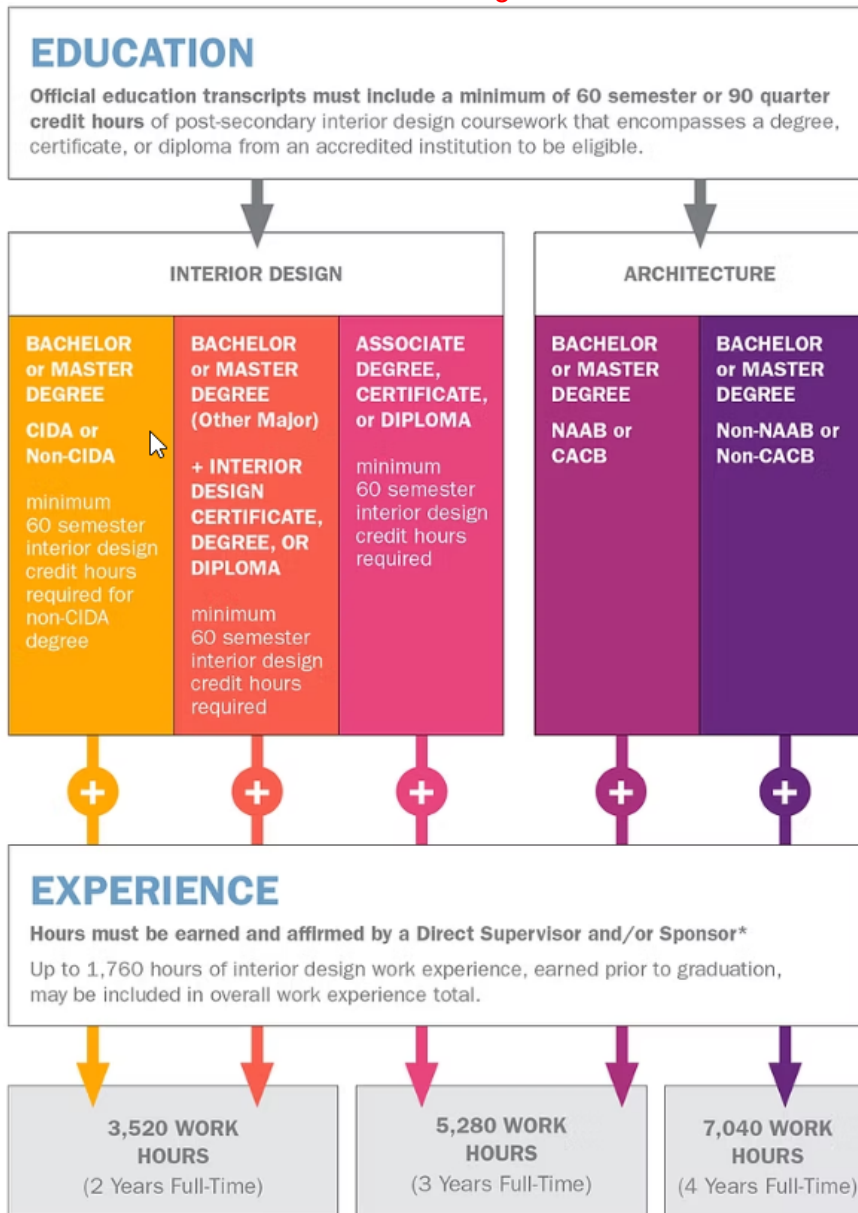 EDUCATION
Official education transcripts must include a minimum of 60 semester or 90 quarter
credit hours of post-secondary interior design coursework that encompasses a degree,
certificate, or diploma from an accredited institution to be eligible.
INTERIOR DESIGN
BACHELOR
or MASTER
DEGREE
CIDA or
Non-CIDA
minimum
60 semester
interior design
credit hours
required for
non-CIDA
degree
BACHELOR
or MASTER
DEGREE
(Other Major)
+ INTERIOR
DESIGN
CERTIFICATE,
DEGREE, OR
DIPLOMA
minimum
60 semester
interior design
credit hours
required
ASSOCIATE
DEGREE,
CERTIFICATE,
or DIPLOMA
minimum
60 semester
interior design
credit hours
required
ARCHITECTURE
BACHELOR
or MASTER
DEGREE
NAAB or
CACB
BACHELOR
or MASTER
DEGREE
Non-NAAB or
Non-CACB
+
+
+
+
+
EXPERIENCE
Hours must be earned and affirmed by a Direct Supervisor and/or Sponsor*
Up to 1,760 hours of interior design work experience, earned prior to graduation,
may be included in overall work experience total.
3,520 WORK
HOURS
(2 Years Full-Time)
5,280 WORK
HOURS
(3 Years Full-Time)
7,040 WORK
HOURS
(4 Years Full-Time)